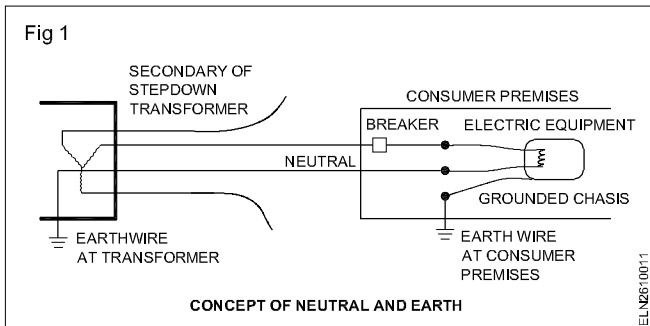 Fig 1
SECONDARY OF
STEPDOWN
TRANSFORMER
CONSUMER PREMISES
BREAKER
ELECTRIC EQUIPMENT
NEUTRAL
GROUNDED CHASIS
EARTHWIRE
AT TRANSFORMER
EARTH WIRE
AT CONSUMER
PREMISES
CONCEPT OF NEUTRAL AND EARTH
ELN2610011